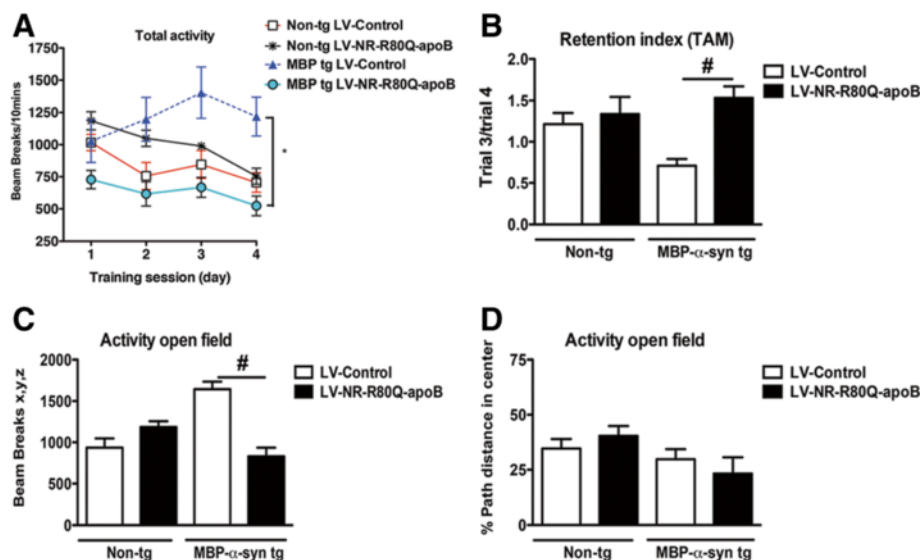 A
Total activity
Non-tg LV-Control
Non-tg LV-NR-R80Q-apoB
MBP tg LV-Control
MBP tg LV-NR-R80Q-apoB
Beam Breaks/10mins
1750
1500
1250
1000
750
500
250
*
1 2 3 4
Training session (day)
B
Retention index (TAM)
LV-Control
LV-NR-R80Q-apoB
#
Trial 3/trial 4
2.0
1.5
1.0
0.5
0.0
Non-tg MBP-α-syn tg
C
Activity open field
LV-Control
LV-NR-R80Q-apoB
#
Beam Breaks x,y,z
2000
1500
1000
500
0
Non-tg MBP-α-syn tg
D
Activity open field
LV-Control
LV-NR-R80Q-apoB
% Path distance in center
75
50
25
0
Non-tg MBP-α-syn tg